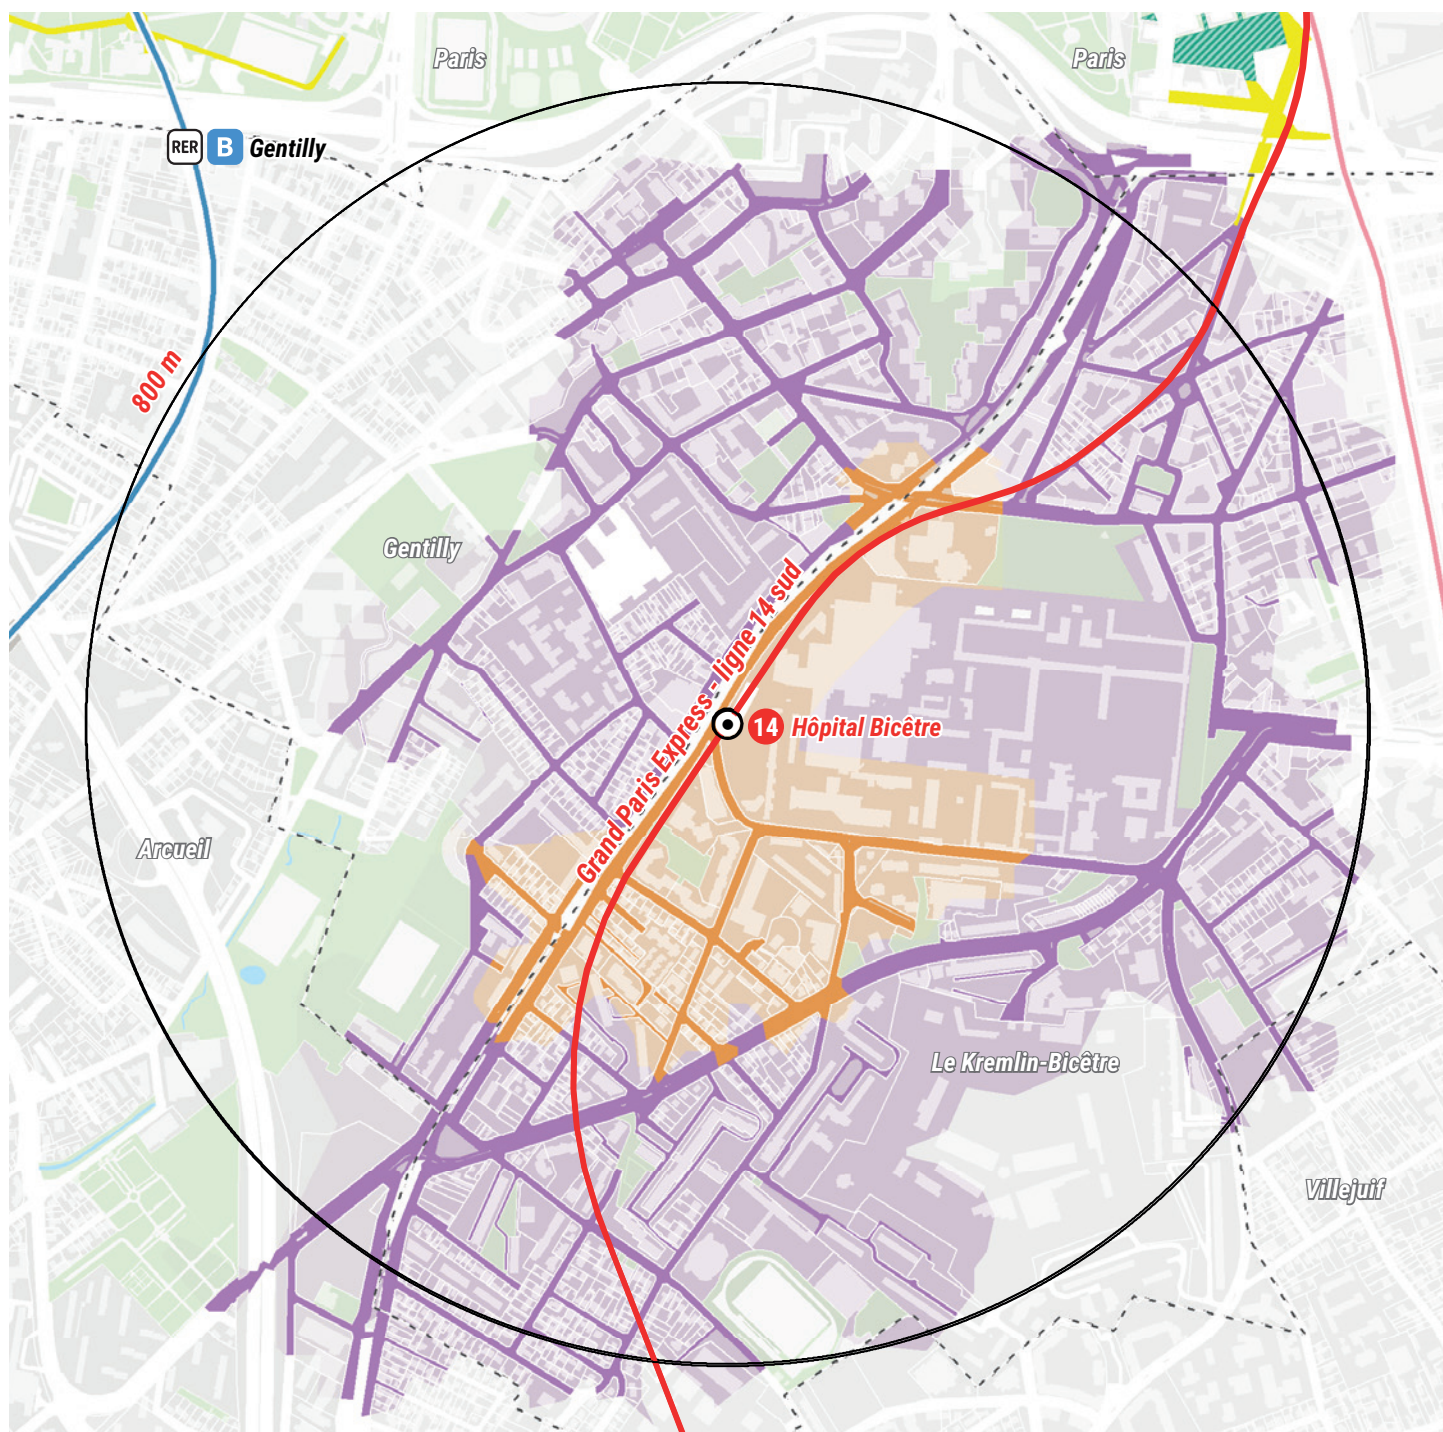 Paris
Paris
RER B Gentilly
800 m
Gentilly
Grand Paris Express - ligne 14 sud
14 Hôpital Bicêtre
Arcueil
Le Kremlin-Bicêtre
Villejuif